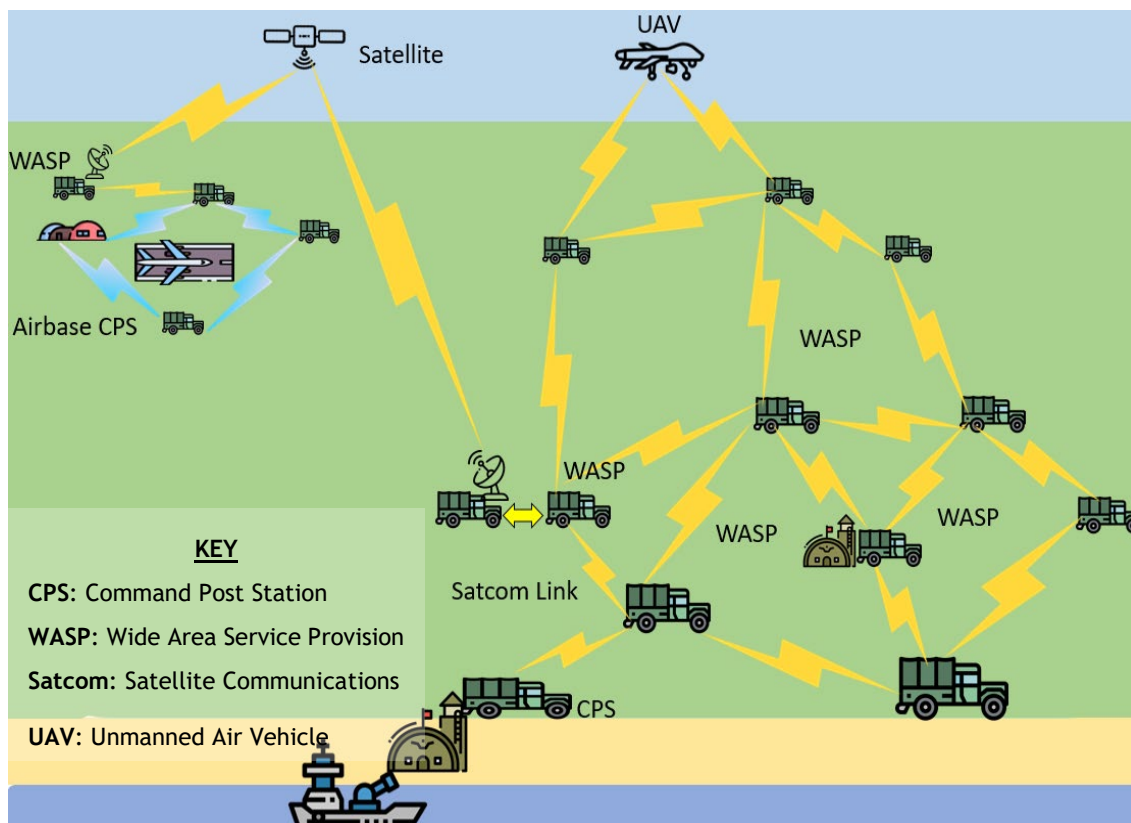 UAV
Satellite
WASP
Airbase CPS
WASP
WASP
WASP
WASP
Satcom Link
CPS
KEY
CPS: Command Post Station
WASP: Wide Area Service Provision
Satcom: Satellite Communications
UAV: Unmanned Air Vehicle